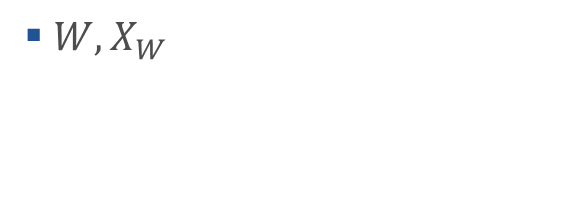 ▪ 𝑊, 𝑋_𝑊